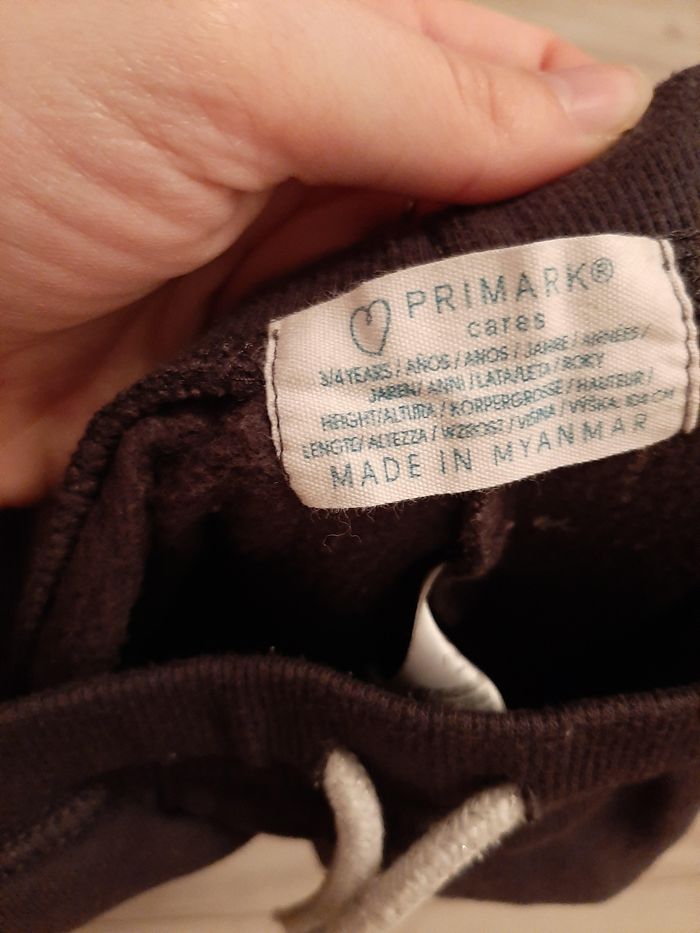 PRIMARK®
cares
3/4 YEARS / AÑOS / ANOS / JAHRE / ANNÉES /
JAREN / ANNI / LATA/LETA / ROKY
HEIGHT/ALTURA / KÖRPERGRÖSSE / HAUTEUR /
LENGTE/ ALTEZZA / WZROST / VIŠINA / VÝŠKA. 104 CM
MADE IN MYANMAR